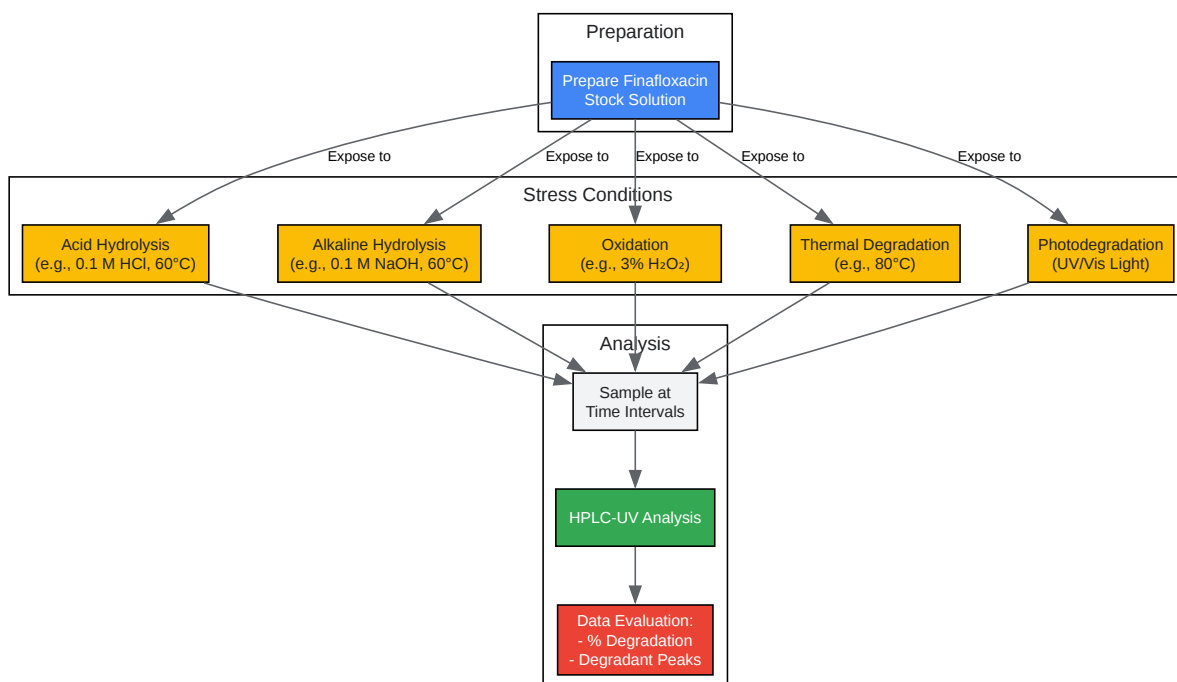 Preparation
Prepare Finafloxacin
Stock Solution
Expose to
Expose to
Expose to
Expose to
Expose to
Stress Conditions
Acid Hydrolysis
(e.g., 0.1 M HCl, 60°C)
Alkaline Hydrolysis
(e.g., 0.1 M NaOH, 60°C)
Oxidation
(e.g., 3% H₂O₂)
Thermal Degradation
(e.g., 80°C)
Photodegradation
(UV/Vis Light)
Analysis
Sample at
Time Intervals
HPLC-UV Analysis
Data Evaluation:
- % Degradation
- Degradant Peaks